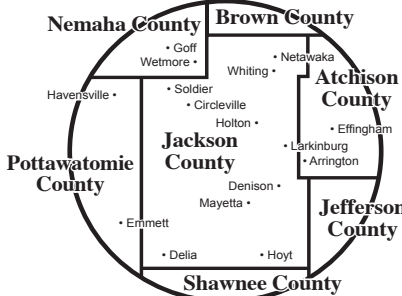 Nemaha County
Brown County
Goff
Wetmore
Netawaka
Whiting
Atchison
County
Havensville
Soldier
Circleville
Holton
Effingham
Jackson
County
Larkinburg
Arrington
Pottawatomie
County
Denison
Mayetta
Jefferson
County
Emmett
Delia
Hoyt
Shawnee County